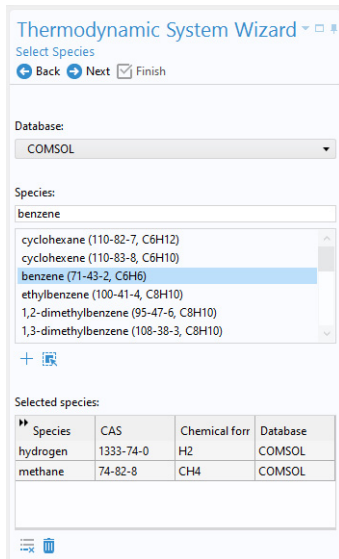 Thermodynamic System Wizard
Select Species
Back Next Finish
Database:
COMSOL
Species:
benzene
cyclohexane (110-82-7, C6H12)
cyclohexene (110-83-8, C6H10)
benzene (71-43-2, C6H6)
ethylbenzene (100-41-4, C8H10)
1,2-dimethylbenzene (95-47-6, C8H10)
1,3-dimethylbenzene (108-38-3, C8H10)
Selected species:
Species CAS Chemical forr Database
hydrogen 1333-74-0 H2 COMSOL
methane 74-82-8 CH4 COMSOL